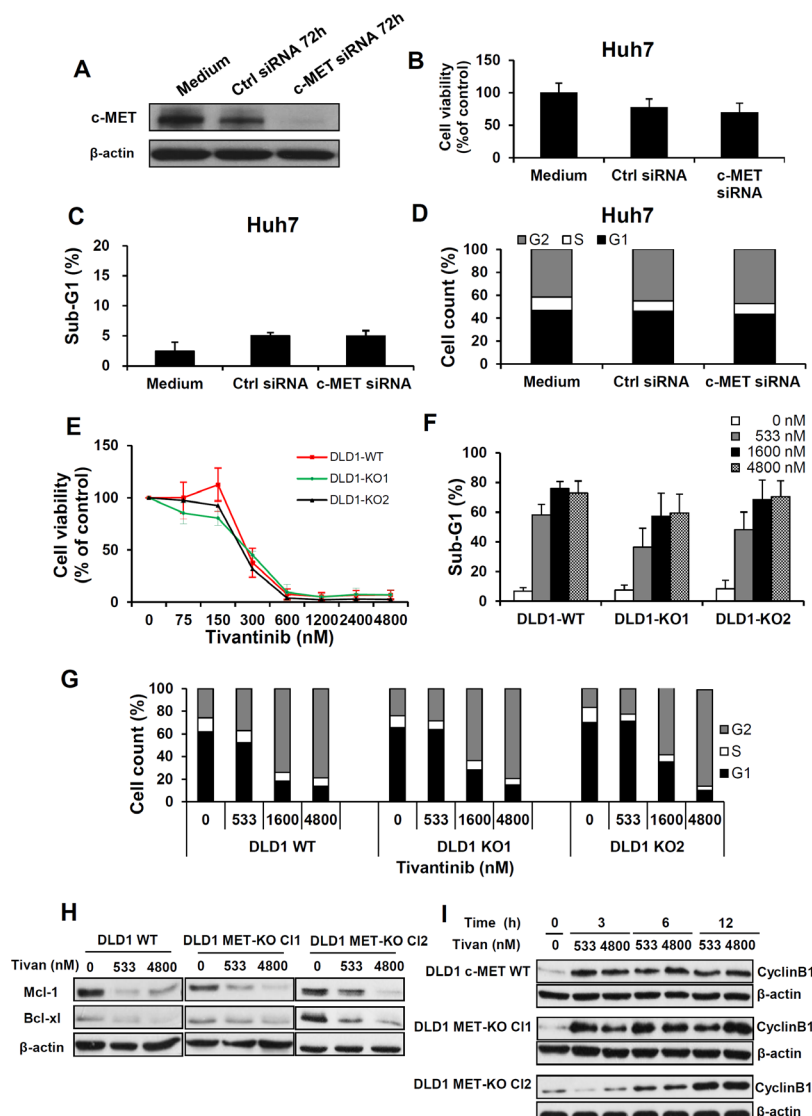 A
Medium
Ctrl siRNA 72h
c-MET siRNA 72h
c-MET
β-actin
B
Huh7
Cell viability
(%of control)
150
100
50
0
Medium
Ctrl siRNA
c-MET
siRNA
C
Huh7
Sub-G1 (%)
20
15
10
5
0
Medium
Ctrl siRNA
c-MET siRNA
D
Huh7
G2
S
G1
Cell count (%)
100
80
60
40
20
0
Medium
Ctrl siRNA
c-MET siRNA
E
Cell viability
(% of control)
150
100
50
0
DLD1-WT
DLD1-KO1
DLD1-KO2
0 75 150 300 600 1200 2400 4800
Tivantinib (nM)
F
0 nM
533 nM
1600 nM
4800 nM
Sub-G1 (%)
100
80
60
40
20
0
DLD1-WT
DLD1-KO1
DLD1-KO2
G
Cell count (%)
100
80
60
40
20
0
G2
S
G1
0 533 1600 4800 0 533 1600 4800 0 533 1600 4800
DLD1 WT DLD1 KO1 DLD1 KO2
Tivantinib (nM)
H
DLD1 WT DLD1 MET-KO Cl1 DLD1 MET-KO Cl2
Tivan (nM) 0 533 4800 0 533 4800 0 533 4800
Mcl-1
Bcl-xl
β-actin
I
Time (h) 0 3 6 12
Tivan (nM) 0 533 4800 533 4800 533 4800
DLD1 c-MET WT CyclinB1
β-actin
DLD1 MET-KO Cl1 CyclinB1
β-actin
DLD1 MET-KO Cl2 CyclinB1
β-actin